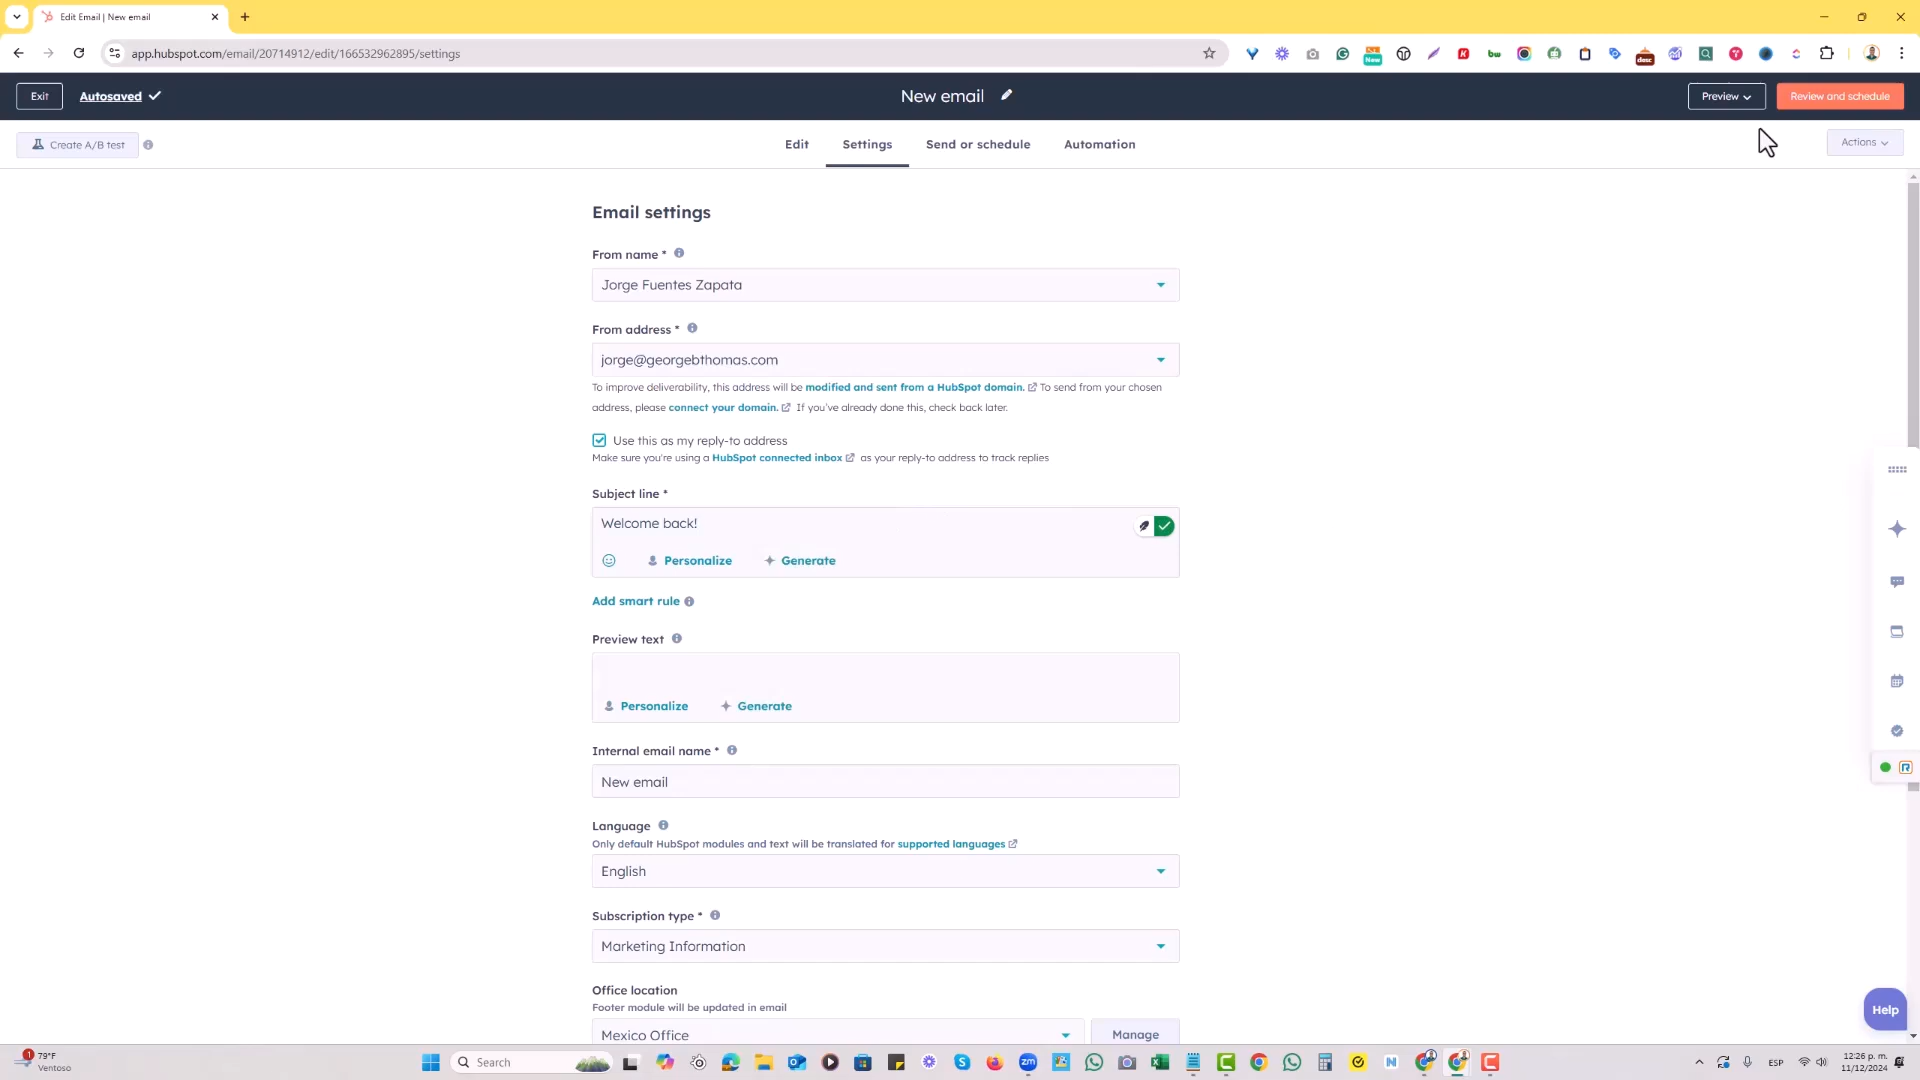 Edit Email | New email
app.hubspot.com/email/20714912/edit/166532962895/settings
Exit
Autosaved
New email
Preview
Review and schedule
Create A/B test
Edit
Settings
Send or schedule
Automation
Actions
Email settings
From name *
Jorge Fuentes Zapata
From address *
jorge@georgebthomas.com
To improve deliverability, this address will be modified and sent from a HubSpot domain. To send from your chosen
address, please connect your domain. If you've already done this, check back later.
Use this as my reply-to address
Make sure you're using a HubSpot connected inbox as your reply-to address to track replies
Subject line *
Welcome back!
Personalize
Generate
Add smart rule
Preview text
Personalize
Generate
Internal email name *
New email
Language
Only default HubSpot modules and text will be translated for supported languages
English
Subscription type *
Marketing Information
Office location
Footer module will be updated in email
Mexico Office
Manage
Help
1
79°F
Ventoso
Search
ESP
12:26 p. m.
11/12/2024